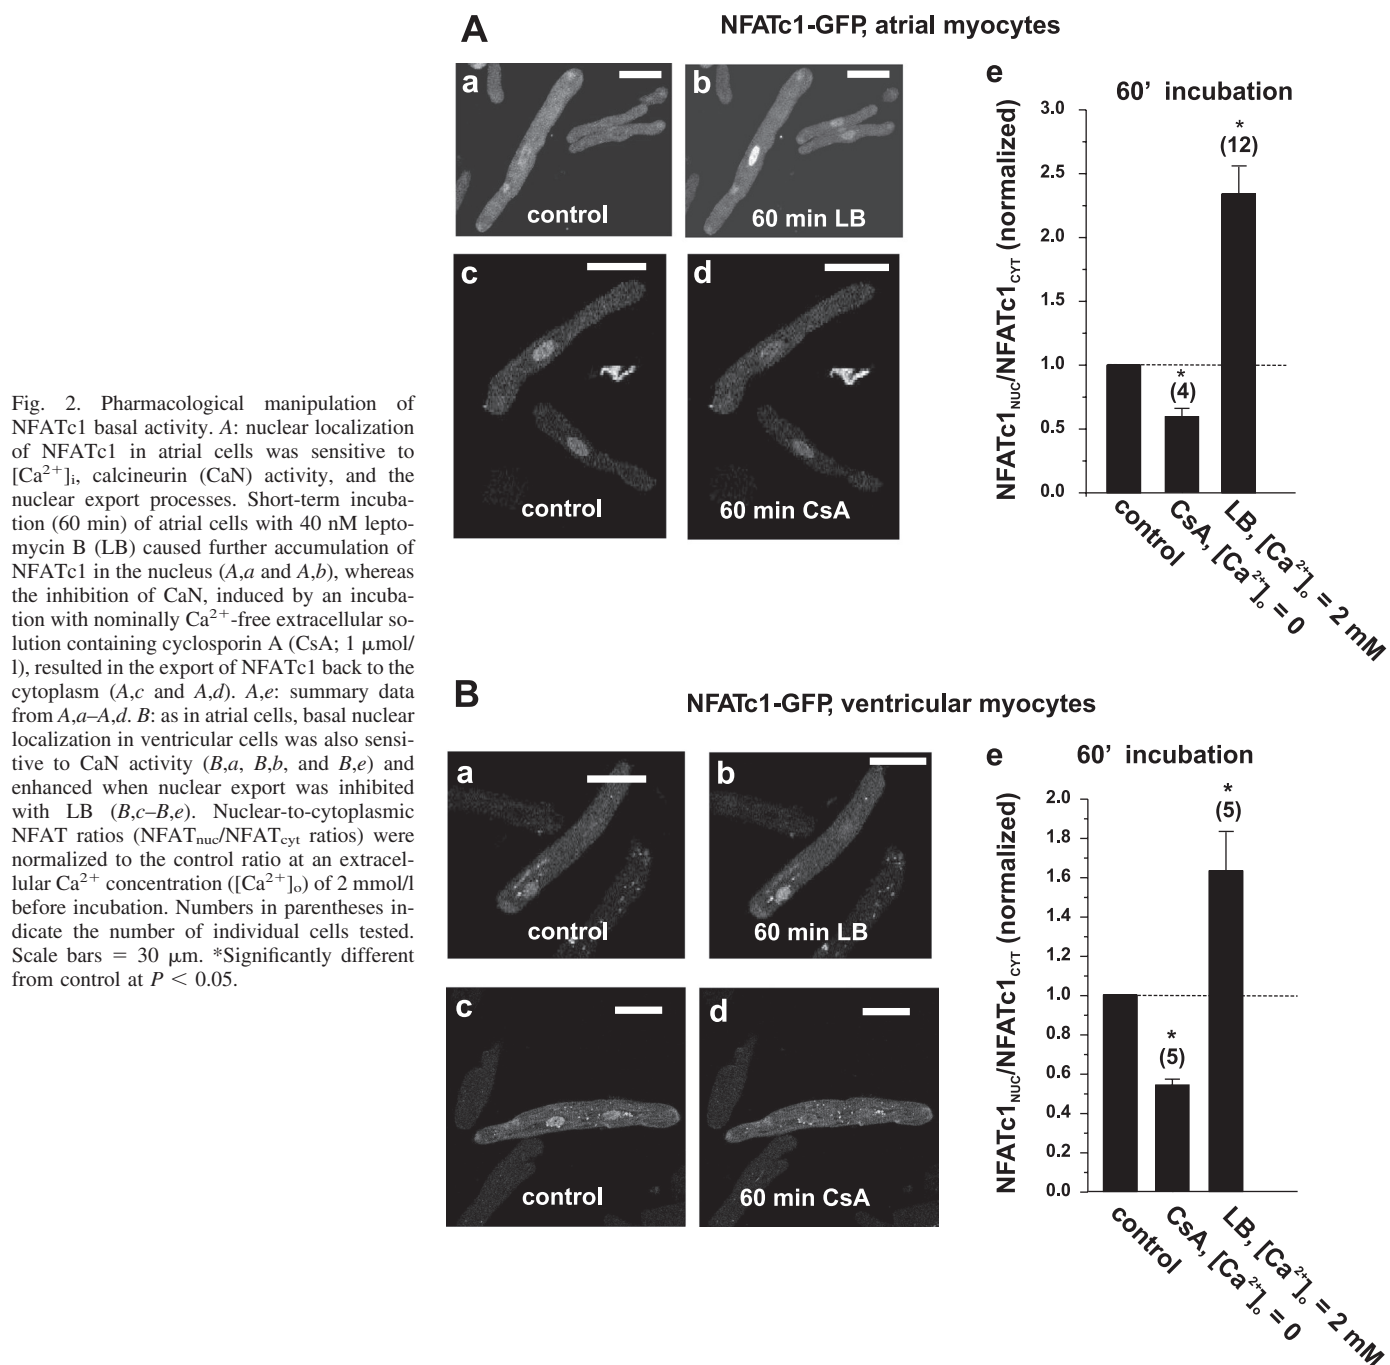 Fig. 2. Pharmacological manipulation of
NFATc1 basal activity. A: nuclear localization
of NFATc1 in atrial cells was sensitive to
[Ca2+]i, calcineurin (CaN) activity, and the
nuclear export processes. Short-term incuba-
tion (60 min) of atrial cells with 40 nM lepto-
mycin B (LB) caused further accumulation of
NFATc1 in the nucleus (A,a and A,b), whereas
the inhibition of CaN, induced by an incuba-
tion with nominally Ca2+-free extracellular so-
lution containing cyclosporin A (CsA; 1 μmol/
l), resulted in the export of NFATc1 back to the
cytoplasm (A,c and A,d). A,e: summary data
from A,a–A,d. B: as in atrial cells, basal nuclear
localization in ventricular cells was also sensi-
tive to CaN activity (B,a, B,b, and B,e) and
enhanced when nuclear export was inhibited
with LB (B,c–B,e). Nuclear-to-cytoplasmic
NFAT ratios (NFATnuc/NFATcyt ratios) were
normalized to the control ratio at an extracel-
lular Ca2+ concentration ([Ca2+]o) of 2 mmol/l
before incubation. Numbers in parentheses in-
dicate the number of individual cells tested.
Scale bars = 30 μm. *Significantly different
from control at P < 0.05.
A
NFATc1-GFP, atrial myocytes
a
control
b
60 min LB
c
control
d
60 min CsA
e
60' incubation
NFATc1NUC/NFATc1CYT (normalized)
3.0
2.5
2.0
1.5
1.0
0.5
0.0
*
(4)
*
(12)
control
CsA, [Ca2+]o = 0
LB, [Ca2+]o = 2 mM
B
NFATc1-GFP, ventricular myocytes
a
control
b
60 min LB
c
control
d
60 min CsA
e
60' incubation
NFATc1NUC/NFATc1CYT (normalized)
2.0
1.8
1.6
1.4
1.2
1.0
0.8
0.6
0.4
0.2
0.0
*
(5)
*
(5)
control
CsA, [Ca2+]o = 0
LB, [Ca2+]o = 2 mM